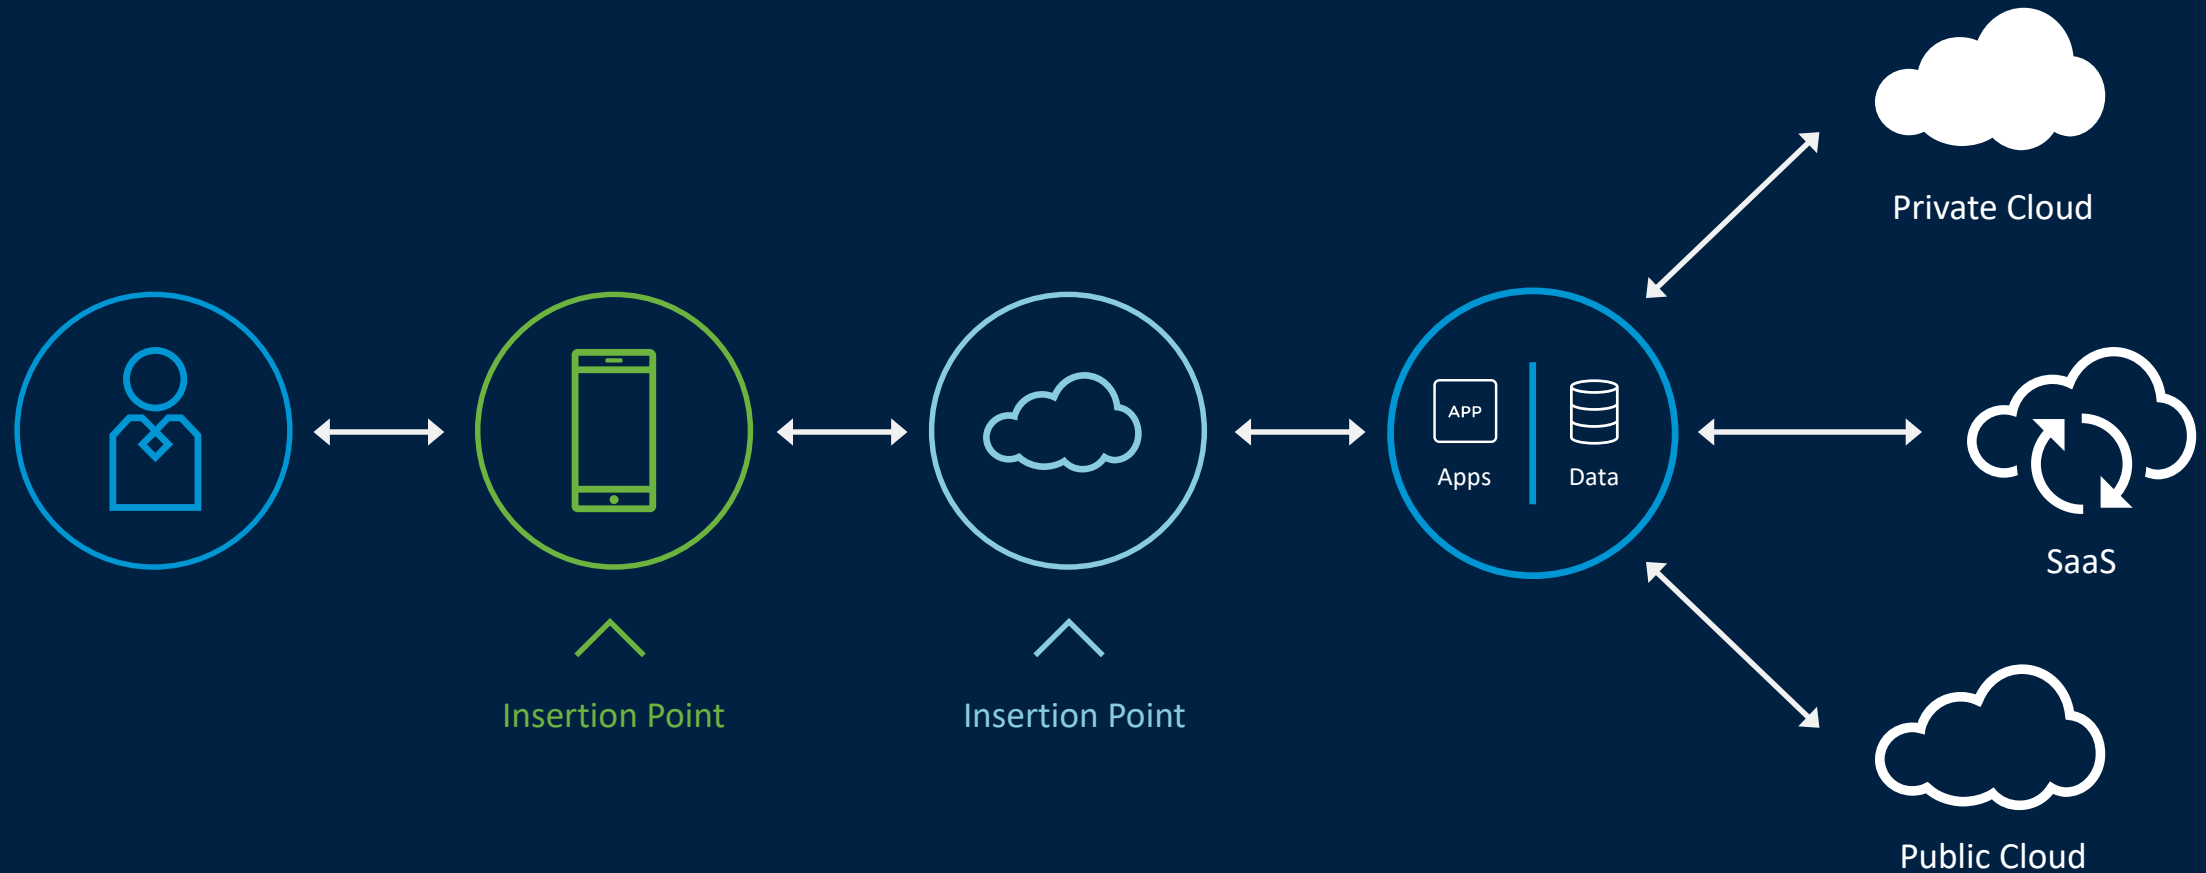 Private Cloud
APP
Apps
Data
SaaS
Insertion Point
Insertion Point
Public Cloud